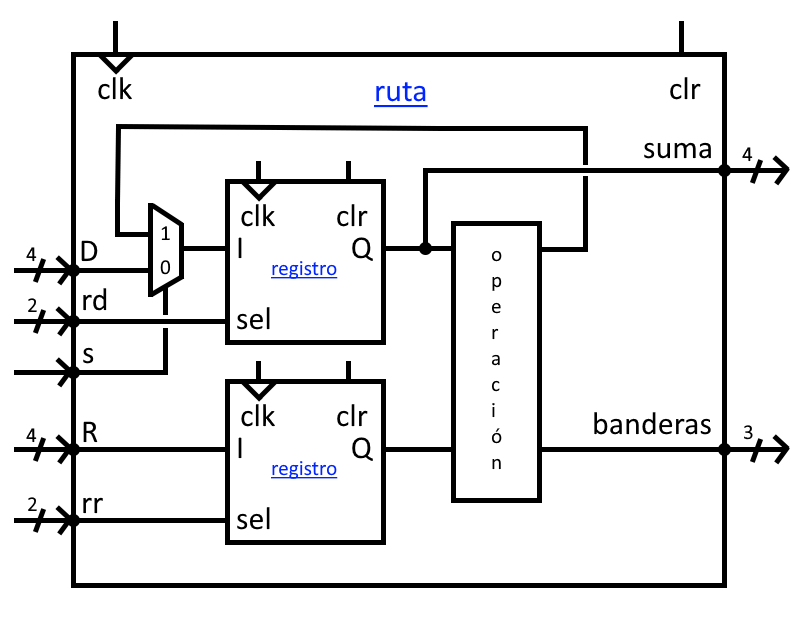 clk
ruta
clr
suma
4
1
0
4
D
2
rd
s
clk
clr
I
Q
registro
sel
operación
4
R
2
rr
clk
clr
I
Q
registro
sel
banderas
3